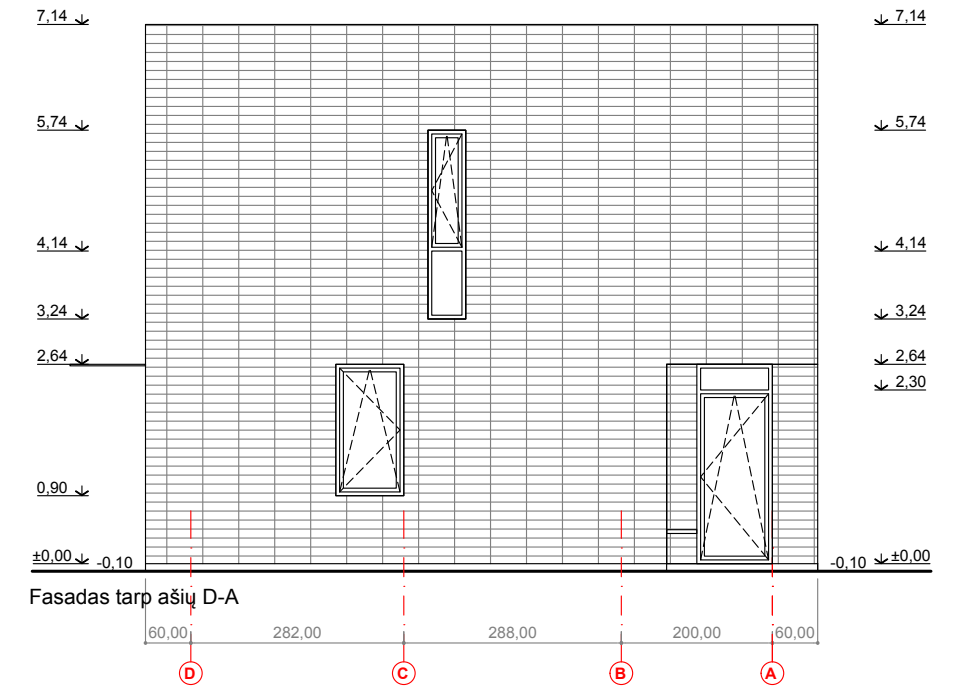 7,14 7,14
5,74 5,74
4,14 4,14
3,24 3,24
2,64 2,64
2,30
0,90
±0,00 -0,10 -0,10 ±0,00
Fasadas tarp ašių D-A
60,00 282,00 288,00 200,00 60,00
D C B A